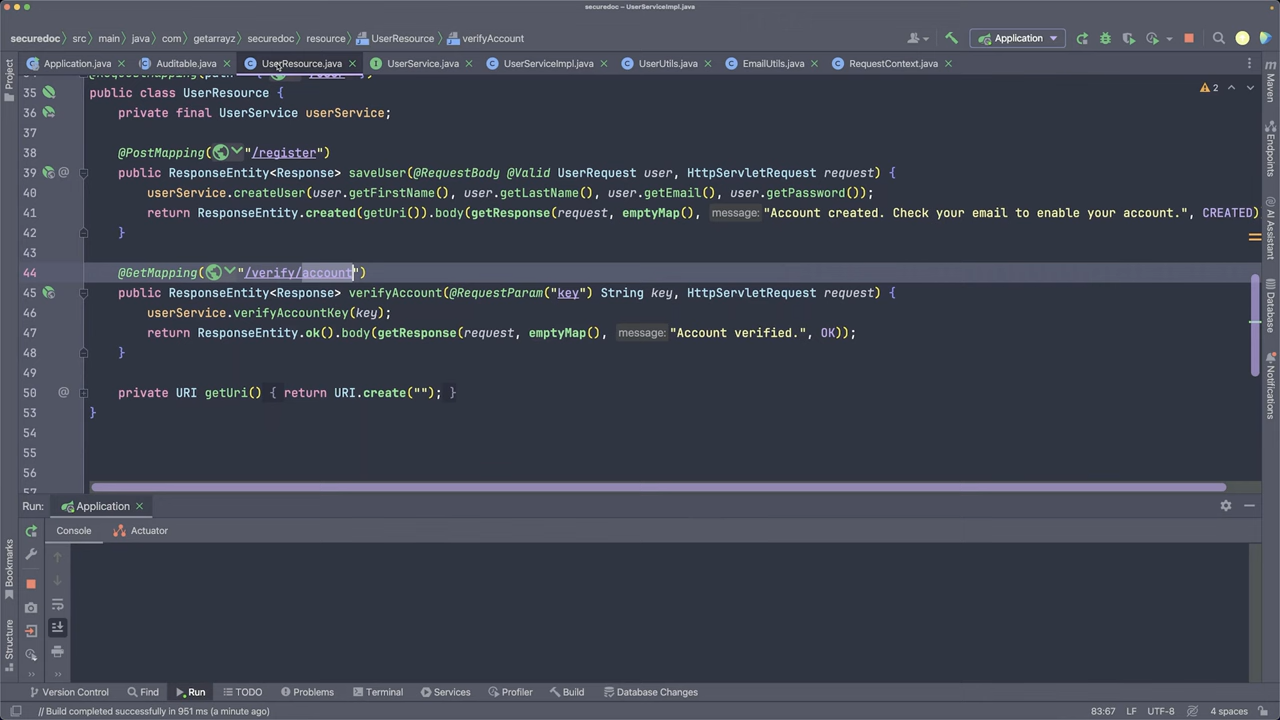 securedoc – UserServiceImpl.java
securedoc > src > main > java > com > getarrayz > securedoc > resource > UserResource > verifyAccount
Application
Application.java
Auditable.java
UserResource.java
UserService.java
UserServiceImpl.java
UserUtils.java
EmailUtils.java
RequestContext.java
35 public class UserResource {
2
36 private final UserService userService;
37
38 @PostMapping("/register")
39 public ResponseEntity<Response> saveUser(@RequestBody @Valid UserRequest user, HttpServletRequest request) {
40 userService.createUser(user.getFirstName(), user.getLastName(), user.getEmail(), user.getPassword());
41 return ResponseEntity.created(getUri()).body(getResponse(request, emptyMap(), message: "Account created. Check your email to enable your account.", CREATED)
42 }
43
44 @GetMapping("/verify/account")
45 public ResponseEntity<Response> verifyAccount(@RequestParam("key") String key, HttpServletRequest request) {
46 userService.verifyAccountKey(key);
47 return ResponseEntity.ok().body(getResponse(request, emptyMap(), message: "Account verified.", OK));
48 }
49
50 private URI getUri() { return URI.create(""); }
53 }
54
55
56
Project
Bookmarks
Structure
Maven
Endpoints
AI Assistant
Database
Notifications
Run: Application
Console Actuator
Version Control Find Run TODO Problems Terminal Services Profiler Build Database Changes
// Build completed successfully in 951 ms (a minute ago)
83:67 LF UTF-8 4 spaces